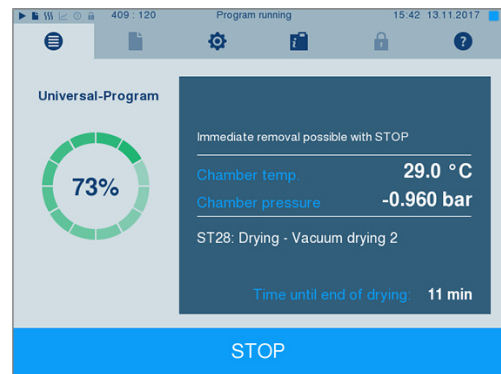 409 : 120 Program running 15:42 13.11.2017
Universal-Program
73%
Immediate removal possible with STOP
Chamber temp. 29.0 °C
Chamber pressure -0.960 bar
ST28: Drying - Vacuum drying 2
Time until end of drying: 11 min
STOP